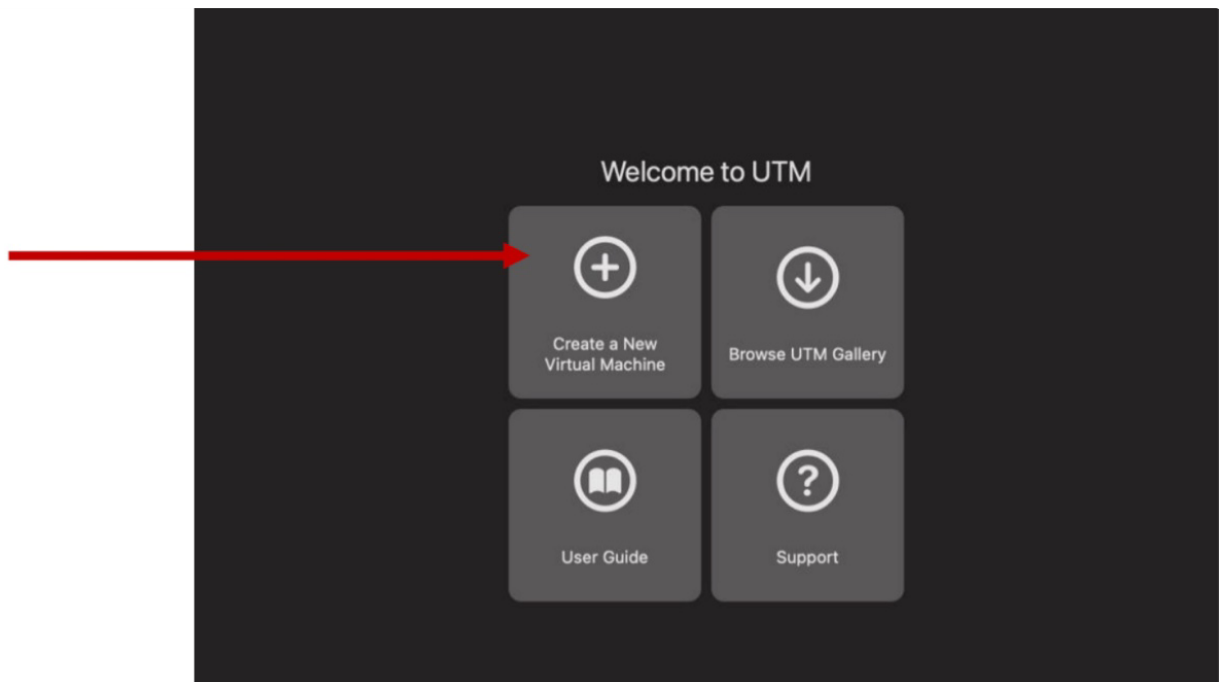 Welcome to UTM
Create a New
Virtual Machine
Browse UTM Gallery
User Guide
Support